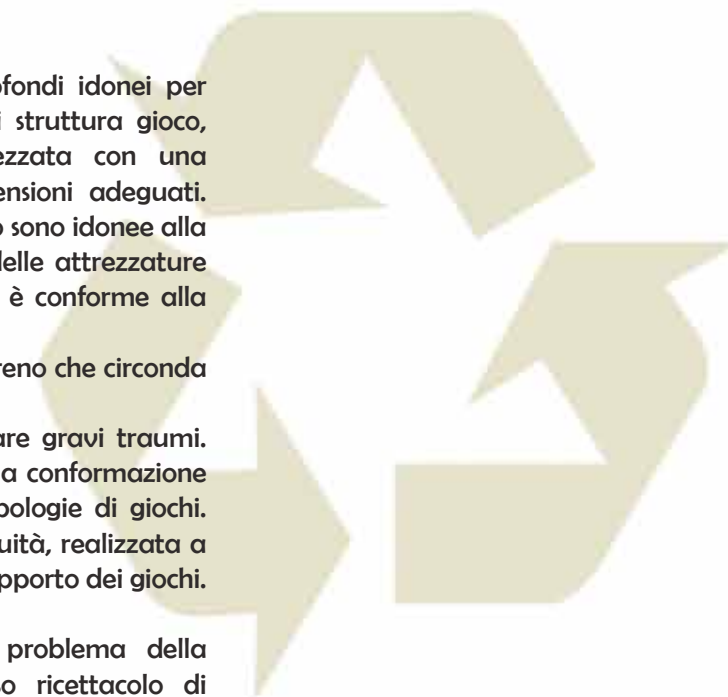 ofondi idonei per
i struttura gioco,
ezzata con una
ensioni adeguati.
o sono idonee alla
delle attrezzature
è conforme alla
reno che circonda
are gravi traumi.
a conformazione
pologie di giochi.
uità, realizzata a
pporto dei giochi.
problema della
so ricettacolo di